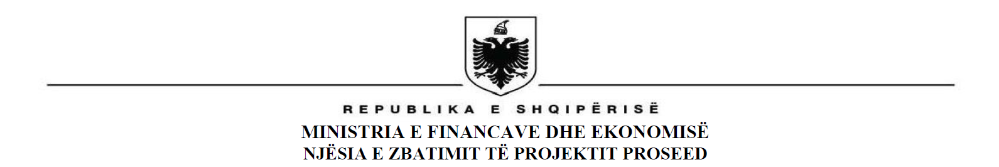 REPUBLIKA E SHQIPËRISË
MINISTRIA E FINANCAVE DHE EKONOMISË
NJËSIA E ZBATIMIT TË PROJEKTIT PROSEED